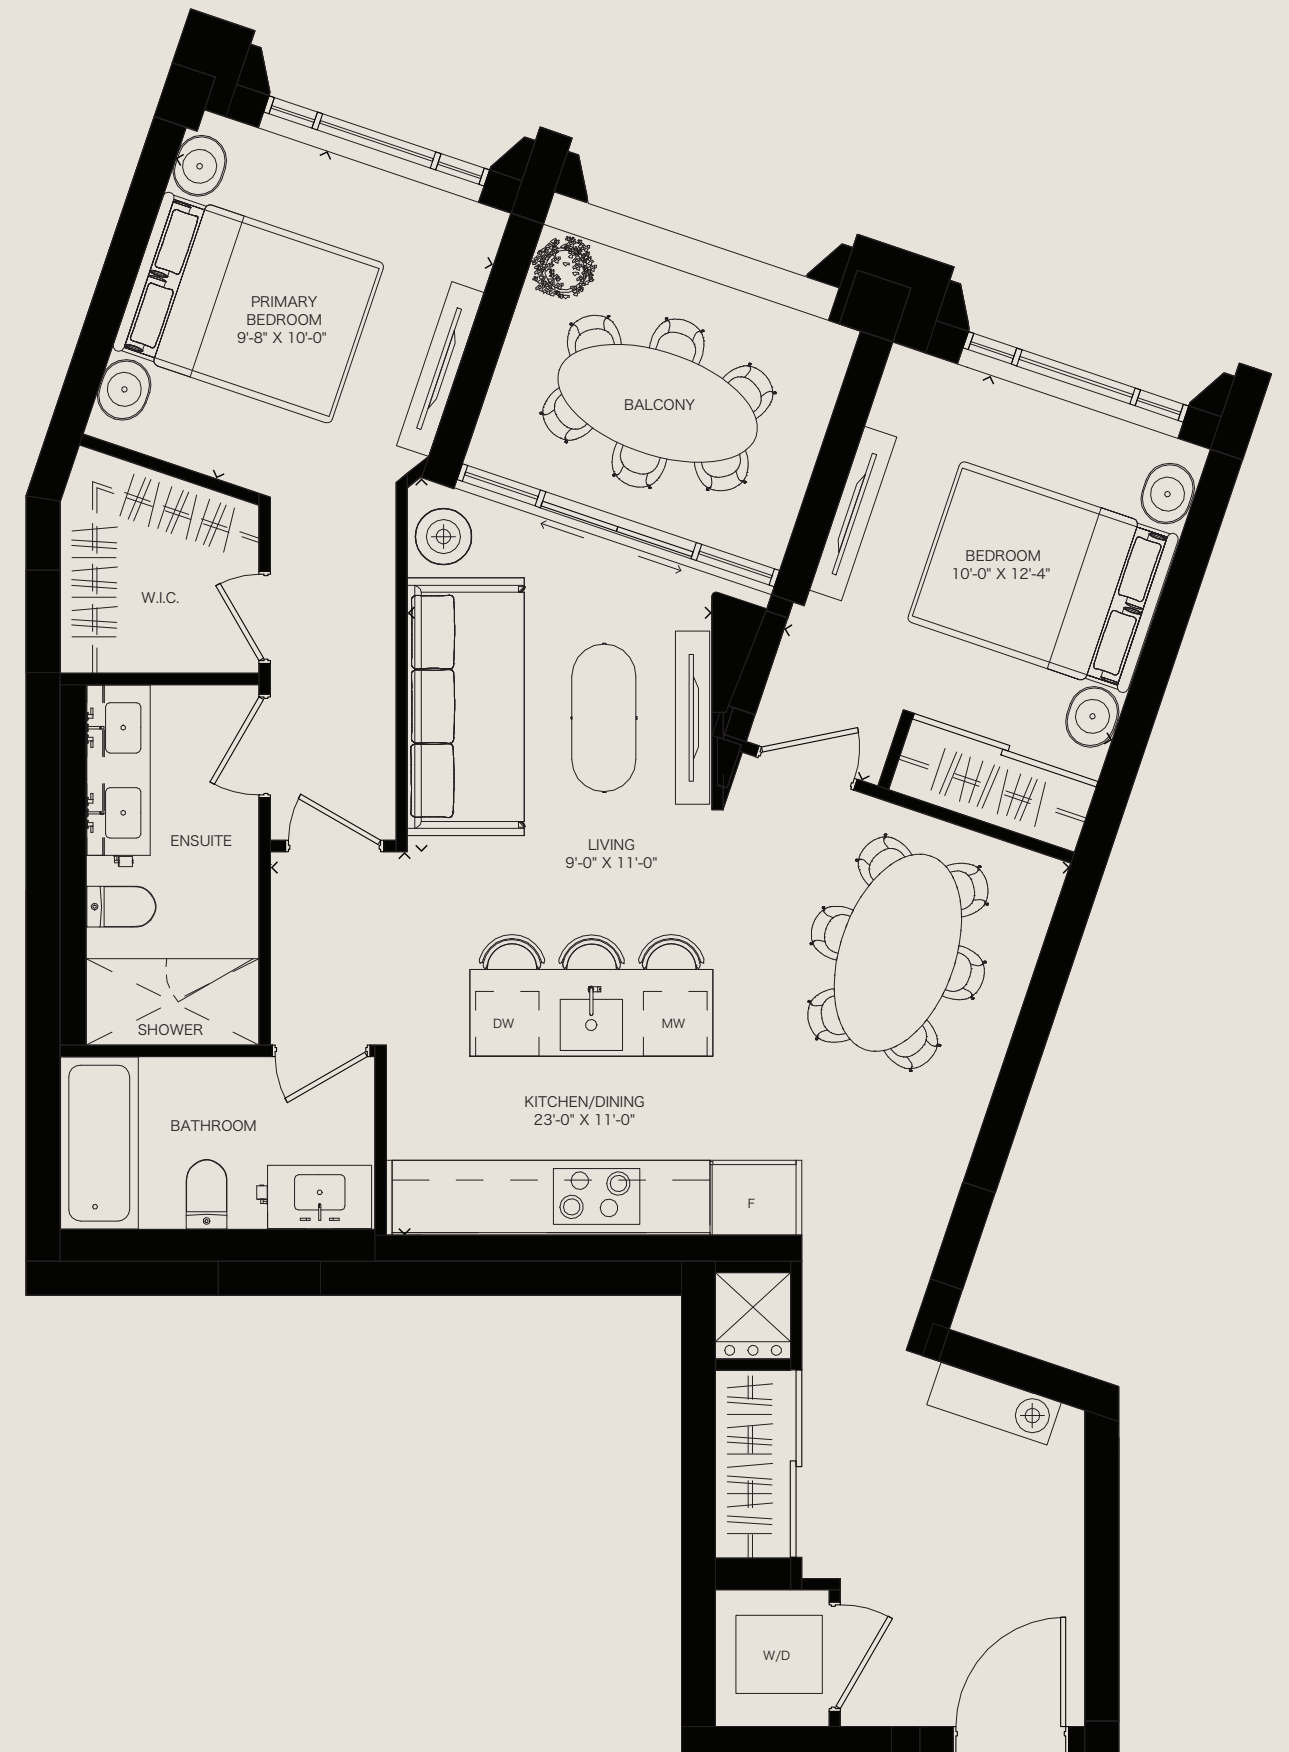 PRIMARY
BEDROOM
9'-8" X 10'-0"
BALCONY
BEDROOM
10'-0" X 12'-4"
W.I.C.
ENSUITE
LIVING
9'-0" X 11'-0"
SHOWER
DW
MW
KITCHEN/DINING
23'-0" X 11'-0"
BATHROOM
F
W/D